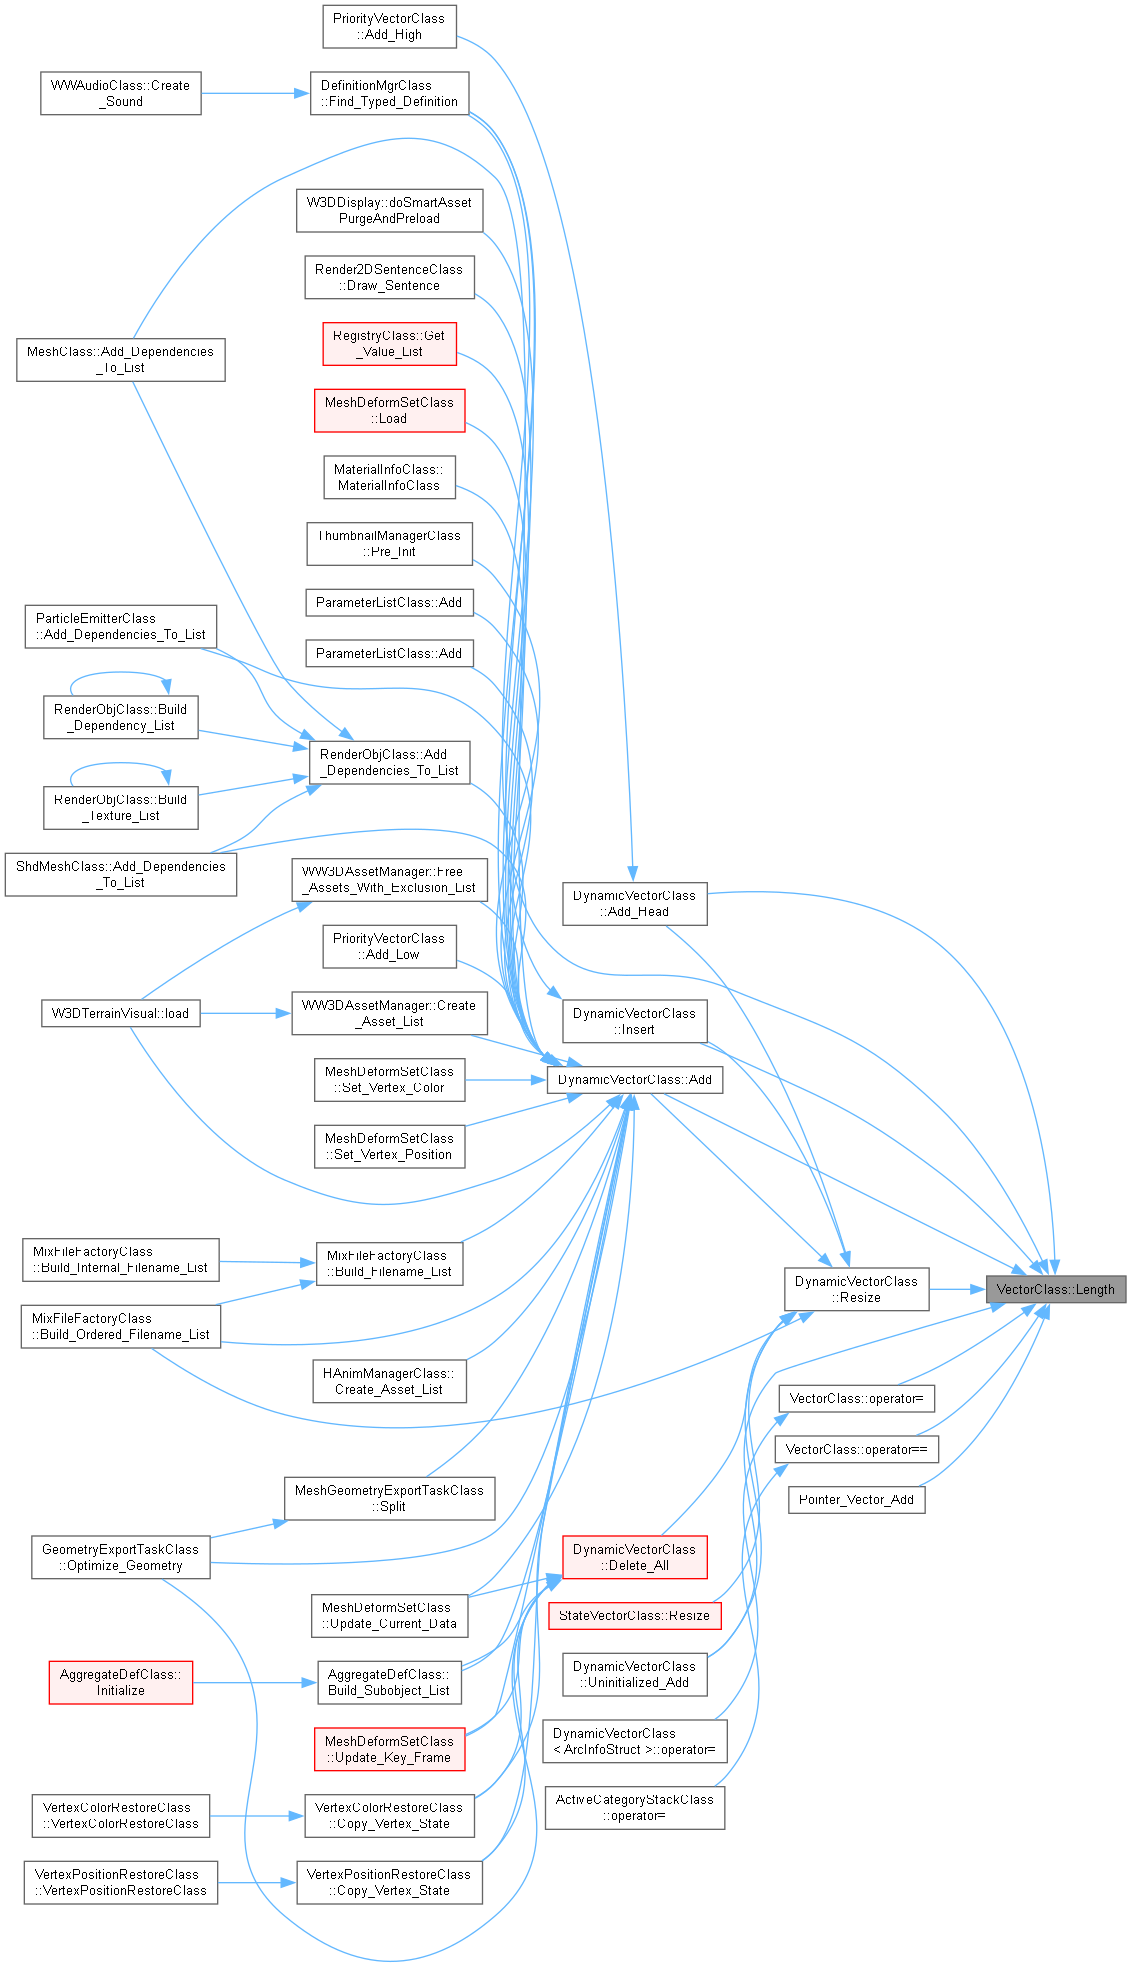 PriorityVectorClass
::Add_High
WWAudioClass::Create
_Sound
DefinitionMgrClass
::Find_Typed_Definition
W3DDisplay::doSmartAsset
PurgeAndPreload
Render2DSentenceClass
::Draw_Sentence
RegistryClass::Get
_Value_List
MeshClass::Add_Dependencies
_To_List
MeshDeformSetClass
::Load
MaterialInfoClass::
MaterialInfoClass
ThumbnailManagerClass
::Pre_Init
ParameterListClass::Add
ParticleEmitterClass
::Add_Dependencies_To_List
ParameterListClass::Add
RenderObjClass::Build
_Dependency_List
RenderObjClass::Add
_Dependencies_To_List
RenderObjClass::Build
_Texture_List
ShdMeshClass::Add_Dependencies
_To_List
WW3DAssetManager::Free
_Assets_With_Exclusion_List
DynamicVectorClass
::Add_Head
PriorityVectorClass
::Add_Low
W3DTerrainVisual::load
WW3DAssetManager::Create
_Asset_List
DynamicVectorClass
::Insert
MeshDeformSetClass
::Set_Vertex_Color
DynamicVectorClass::Add
MeshDeformSetClass
::Set_Vertex_Position
MixFileFactoryClass
::Build_Internal_Filename_List
MixFileFactoryClass
::Build_Filename_List
DynamicVectorClass
::Resize
VectorClass::Length
MixFileFactoryClass
::Build_Ordered_Filename_List
HAnimManagerClass::
Create_Asset_List
VectorClass::operator=
VectorClass::operator==
MeshGeometryExportTaskClass
::Split
Pointer_Vector_Add
GeometryExportTaskClass
::Optimize_Geometry
DynamicVectorClass
::Delete_All
MeshDeformSetClass
::Update_Current_Data
StateVectorClass::Resize
AggregateDefClass::
Initialize
AggregateDefClass::
Build_Subobject_List
DynamicVectorClass
::Uninitialized_Add
MeshDeformSetClass
::Update_Key_Frame
DynamicVectorClass
< ArcInfoStruct >::operator=
VertexColorRestoreClass
::VertexColorRestoreClass
VertexColorRestoreClass
::Copy_Vertex_State
ActiveCategoryStackClass
::operator=
VertexPositionRestoreClass
::VertexPositionRestoreClass
VertexPositionRestoreClass
::Copy_Vertex_State